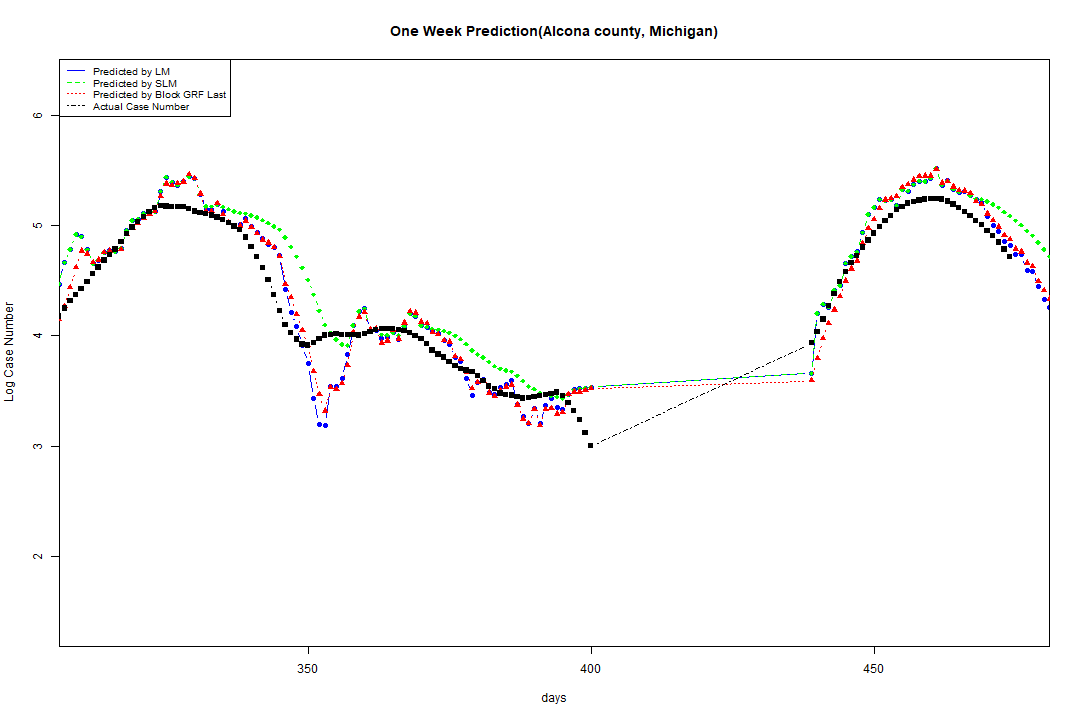 One Week Prediction(Alcona county, Michigan)
Predicted by LM
Predicted by SLM
Predicted by Block GRF Last
Actual Case Number
6
5
4
3
2
Log Case Number
350
400
450
days